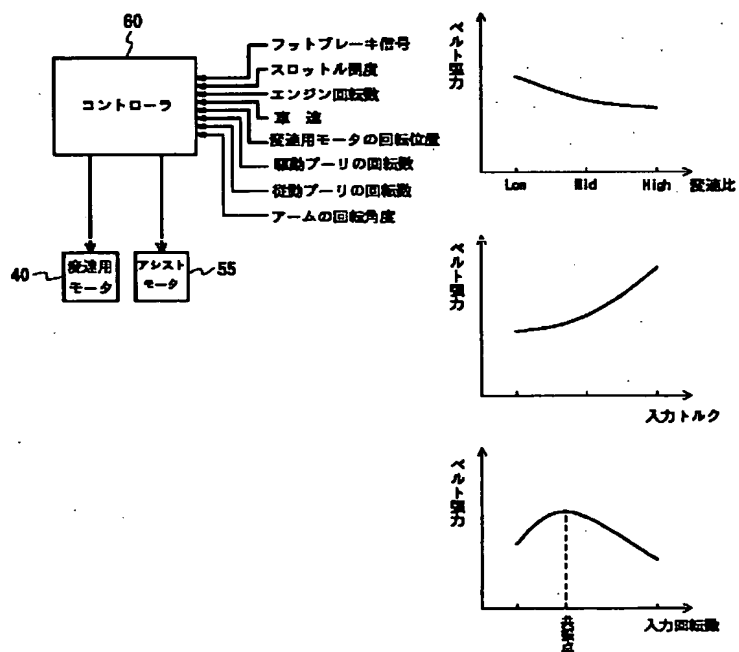 60
コントローラ
フットブレーキ信号
スロットル開度
エンジン回転数
車 速
変速用モータの回転位置
駆動プーリの回転数
従動プーリの回転数
アームの回転角度
40
変速用
モータ
アシスト
モータ
55
ベルト張力
Low
Mid
High
変速比
ベルト張力
入力トルク
ベルト張力
共振点
入力回転数